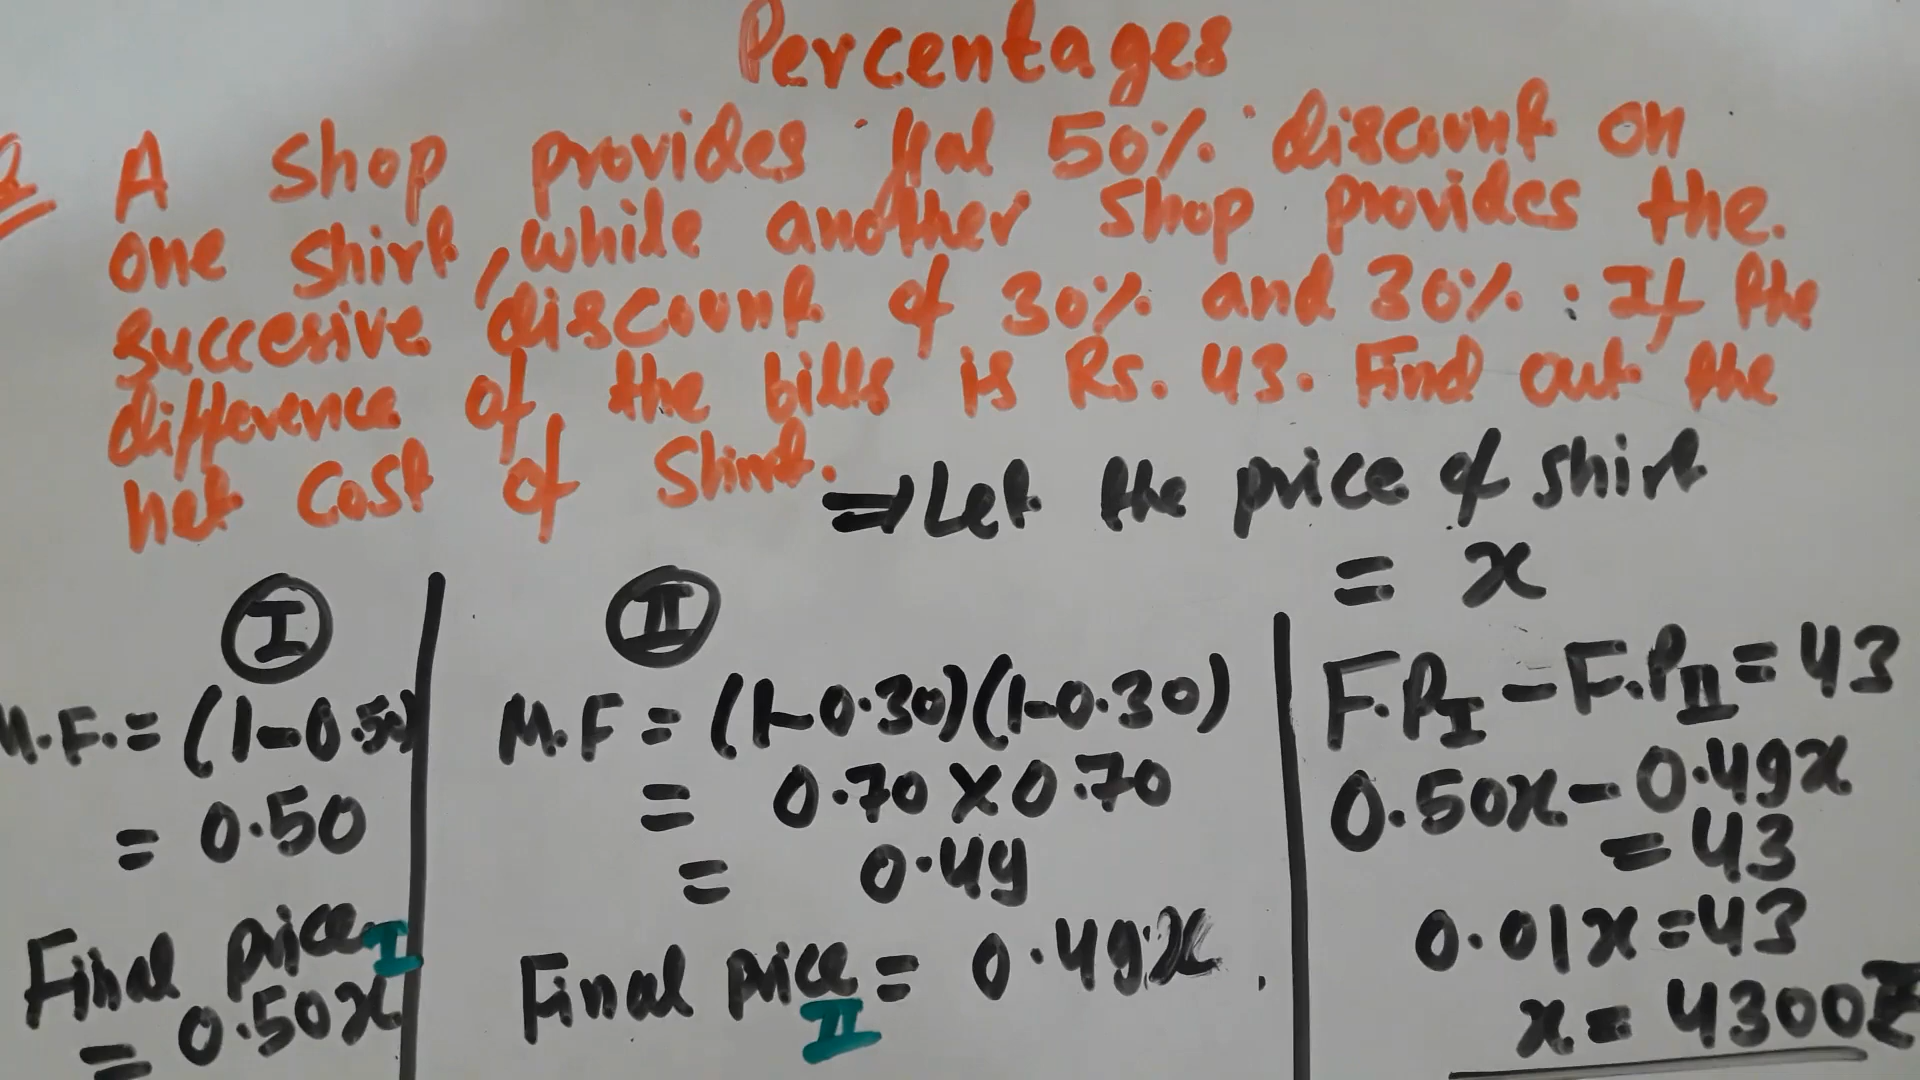 Percentages
Q A shop provides flat 50% discount on
one shirt, while another shop provides the
succesive discount of 30% and 30%. If the
difference of the bills is Rs. 43. Find out the
net cost of Shirt.
⇒ Let the price of shirt
= x
I
M.F. = (1-0.50)
= 0.50
Final price I
= 0.50x
II
M.F = (1-0.30)(1-0.30)
= 0.70 × 0.70
= 0.49
Final price II = 0.49x
F.P I - F.P II = 43
0.50x - 0.49x
= 43
0.01x = 43
x = 4300₹